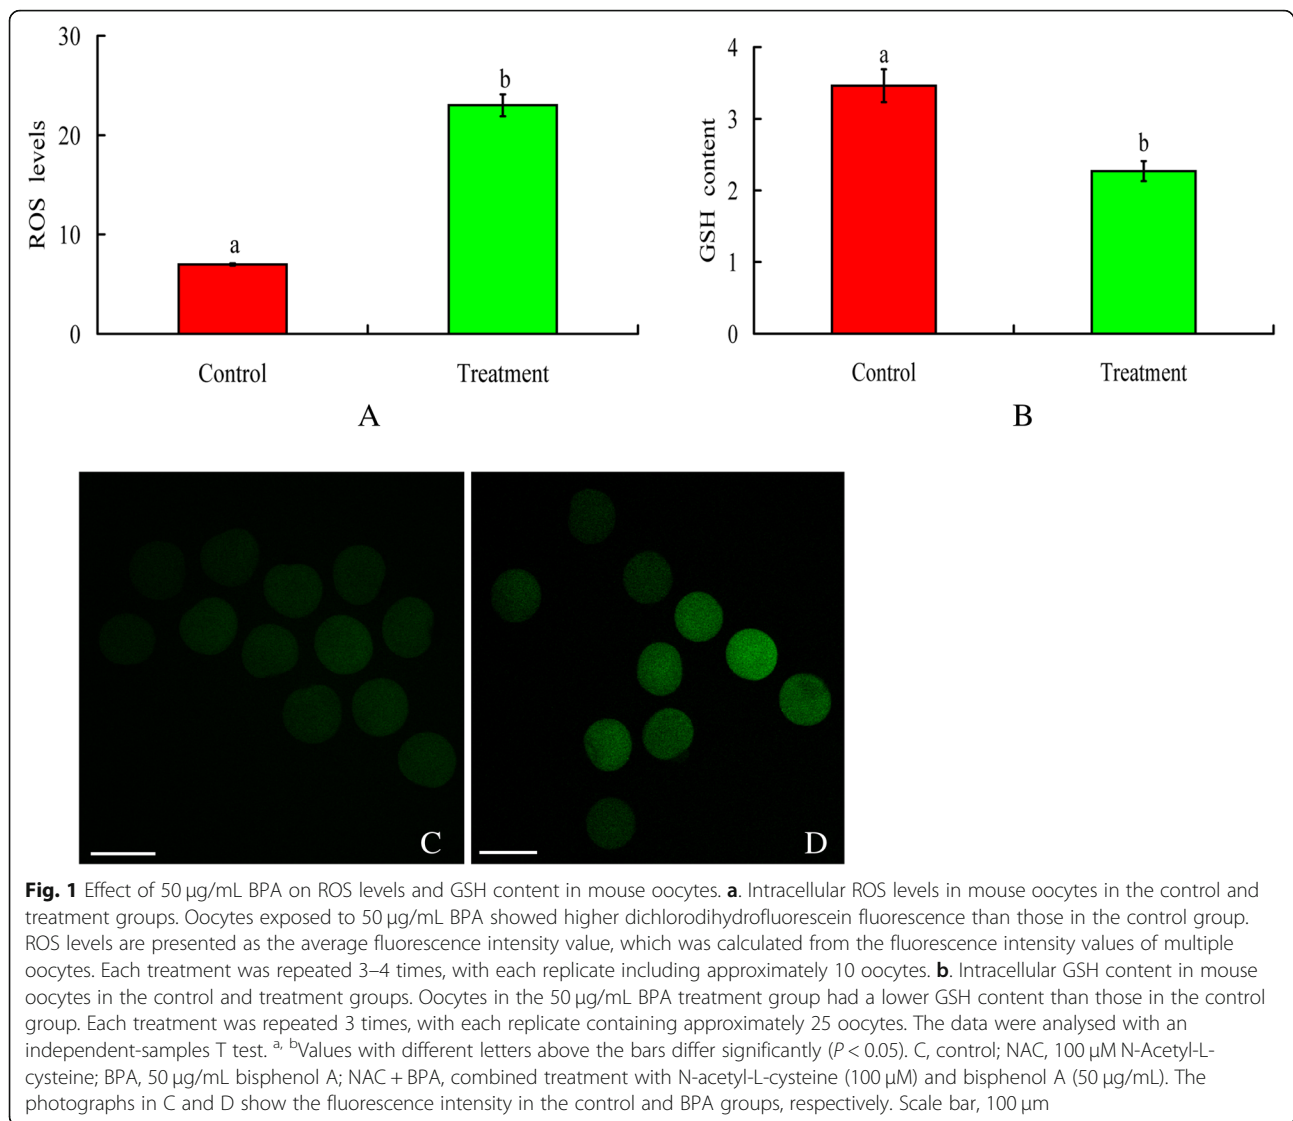 30
20
10
0
ROS levels
a
b
Control
Treatment
A
4
3
2
1
0
GSH content
a
b
Control
Treatment
B
C
D
Fig. 1 Effect of 50 μg/mL BPA on ROS levels and GSH content in mouse oocytes. a. Intracellular ROS levels in mouse oocytes in the control and
treatment groups. Oocytes exposed to 50 μg/mL BPA showed higher dichlorodihydrofluorescein fluorescence than those in the control group.
ROS levels are presented as the average fluorescence intensity value, which was calculated from the fluorescence intensity values of multiple
oocytes. Each treatment was repeated 3–4 times, with each replicate including approximately 10 oocytes. b. Intracellular GSH content in mouse
oocytes in the control and treatment groups. Oocytes in the 50 μg/mL BPA treatment group had a lower GSH content than those in the control
group. Each treatment was repeated 3 times, with each replicate containing approximately 25 oocytes. The data were analysed with an
independent-samples T test. a, bValues with different letters above the bars differ significantly (P < 0.05). C, control; NAC, 100 μM N-Acetyl-L-
cysteine; BPA, 50 μg/mL bisphenol A; NAC + BPA, combined treatment with N-acetyl-L-cysteine (100 μM) and bisphenol A (50 μg/mL). The
photographs in C and D show the fluorescence intensity in the control and BPA groups, respectively. Scale bar, 100 μm